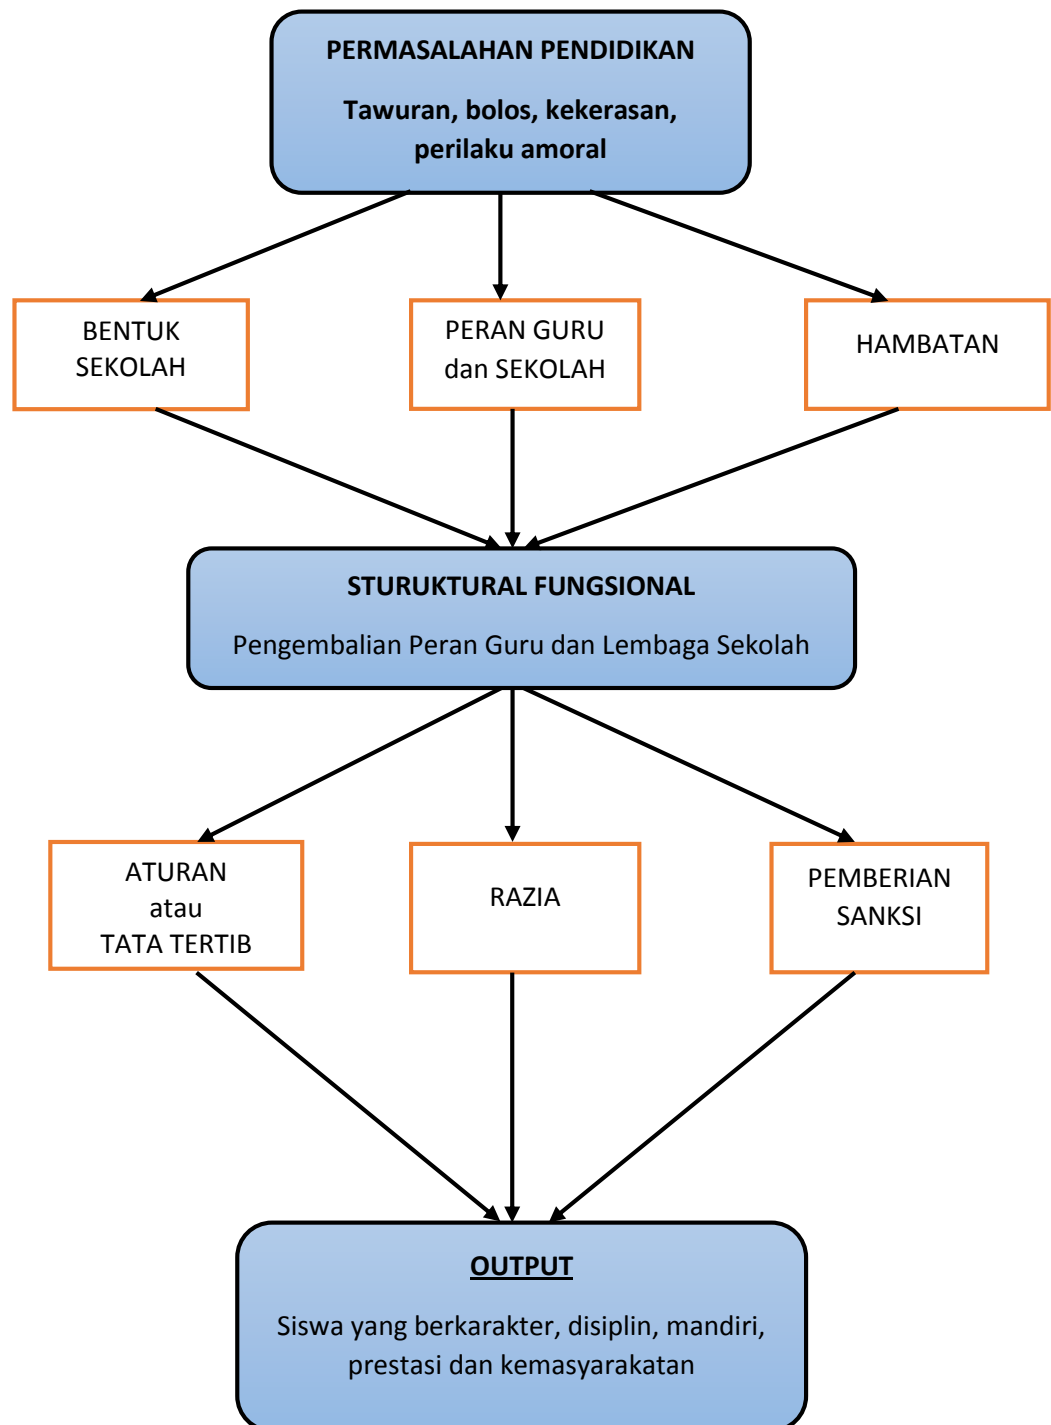 PERMASALAHAN PENDIDIKAN
Tawuran, bolos, kekerasan,
perilaku amoral
BENTUK
SEKOLAH
PERAN GURU
dan SEKOLAH
HAMBATAN
STURUKTURAL FUNGSIONAL
Pengembalian Peran Guru dan Lembaga Sekolah
ATURAN
atau
TATA TERTIB
RAZIA
PEMBERIAN
SANKSI
OUTPUT
Siswa yang berkarakter, disiplin, mandiri,
prestasi dan kemasyarakatan